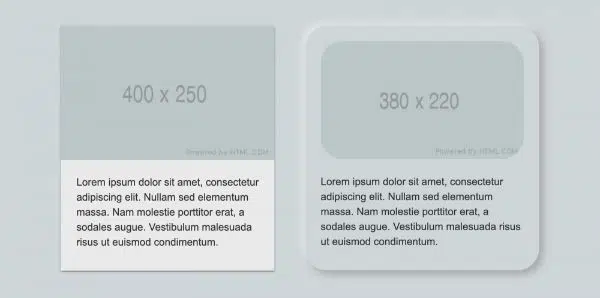 400 x 250
Powered by HTML.COM
Lorem ipsum dolor sit amet, consectetur
adipiscing elit. Nullam sed elementum
massa. Nam molestie porttitor erat, a
sodales augue. Vestibulum malesuada
risus ut euismod condimentum.
380 x 220
Powered by HTML.COM
Lorem ipsum dolor sit amet, consectetur
adipiscing elit. Nullam sed elementum
massa. Nam molestie porttitor erat, a
sodales augue. Vestibulum malesuada
risus ut euismod condimentum.